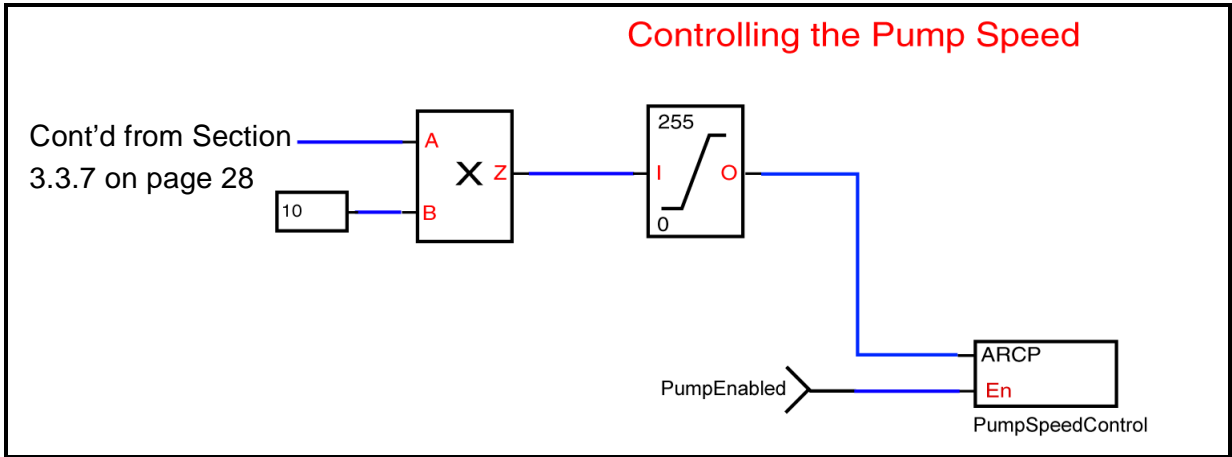 Controlling the Pump Speed
Cont'd from Section
3.3.7 on page 28
10
A
B
X
Z
255
I
O
0
ARCP
PumpEnabled
En
PumpSpeedControl